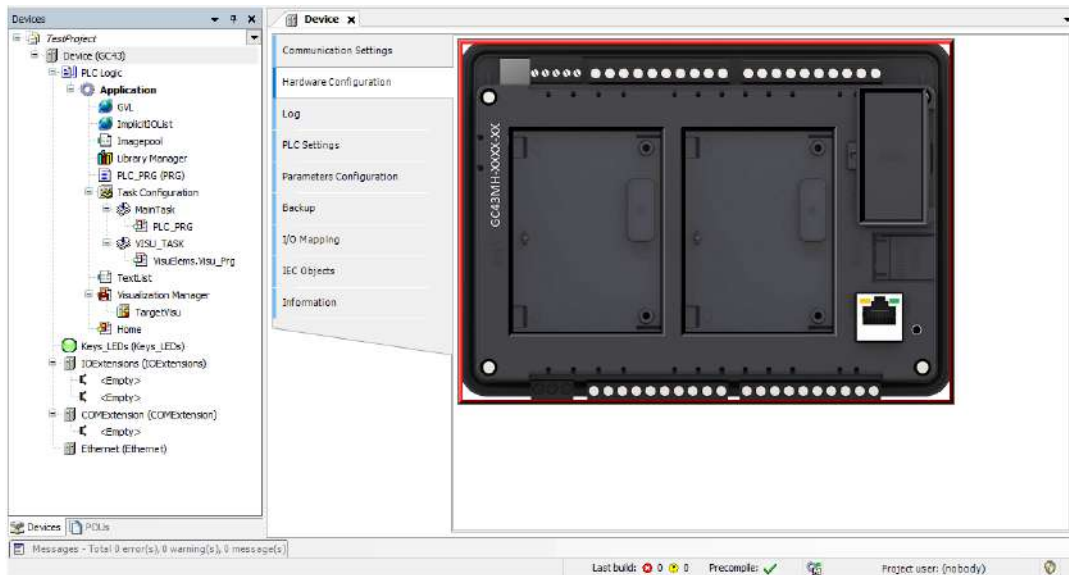 Devices
TestProject
Device (GC43)
PLC Logic
Application
GVL
ImplicitIOList
Imagepool
Library Manager
PLC_PRG (PRG)
Task Configuration
MainTask
PLC_PRG
VISU_TASK
VisuElems.Visu_Prg
TextList
Visualization Manager
TargetVisu
Home
Keys_LEDs (Keys_LEDs)
IOExtensions (IOExtensions)
<Empty>
<Empty>
COMExtension (COMExtension)
<Empty>
Ethernet (Ethernet)
Devices
POUs
Device
Communication Settings
Hardware Configuration
Log
PLC Settings
Parameters Configuration
Backup
I/O Mapping
IEC Objects
Information
GC43MH-XXXX-XX
Messages - Total 0 error(s), 0 warning(s), 0 message(s)
Last build: 0 0 Precompile: Project user: (nobody)